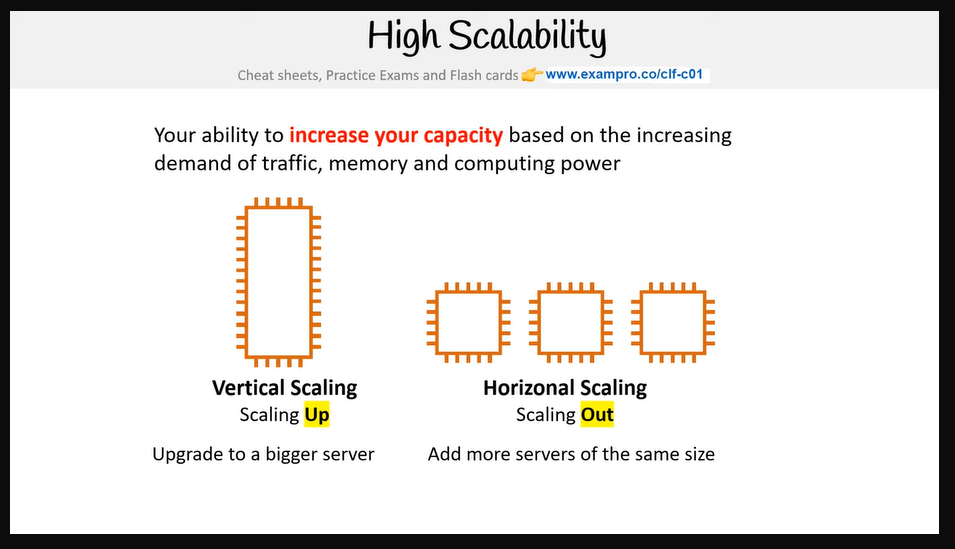 High Scalability
Cheat sheets, Practice Exams and Flash cards 👉 www.exampro.co/clf-c01
Your ability to increase your capacity based on the increasing
demand of traffic, memory and computing power
Vertical Scaling
Scaling Up
Upgrade to a bigger server
Horizonal Scaling
Scaling Out
Add more servers of the same size